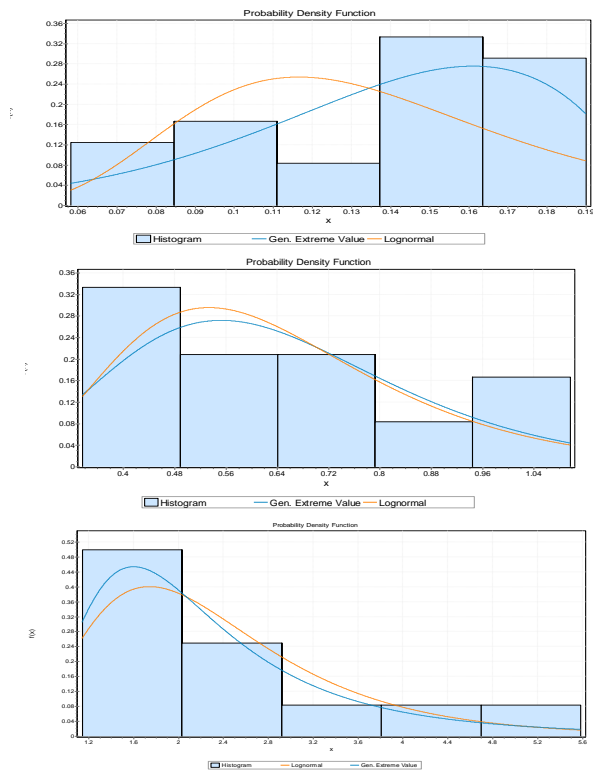 Probability Density Function
0.36
0.32
0.28
0.24
0.2
0.16
0.12
0.08
0.04
0
0.06 0.07 0.08 0.09 0.1 0.11 0.12 0.13 0.14 0.15 0.16 0.17 0.18 0.19
x
Histogram Gen. Extreme Value Lognormal
Probability Density Function
0.36
0.32
0.28
0.24
0.2
0.16
0.12
0.08
0.04
0
0.4 0.48 0.56 0.64 0.72 0.8 0.88 0.96 1.04
x
Histogram Gen. Extreme Value Lognormal
Probability Density Function
0.52
0.48
0.44
0.4
0.36
0.32
0.28
0.24
0.2
0.16
0.12
0.08
0.04
0
f(x)
1.2 1.6 2 2.4 2.8 3.2 3.6 4 4.4 4.8 5.2 5.6
x
Histogram Lognormal Gen. Extreme Value